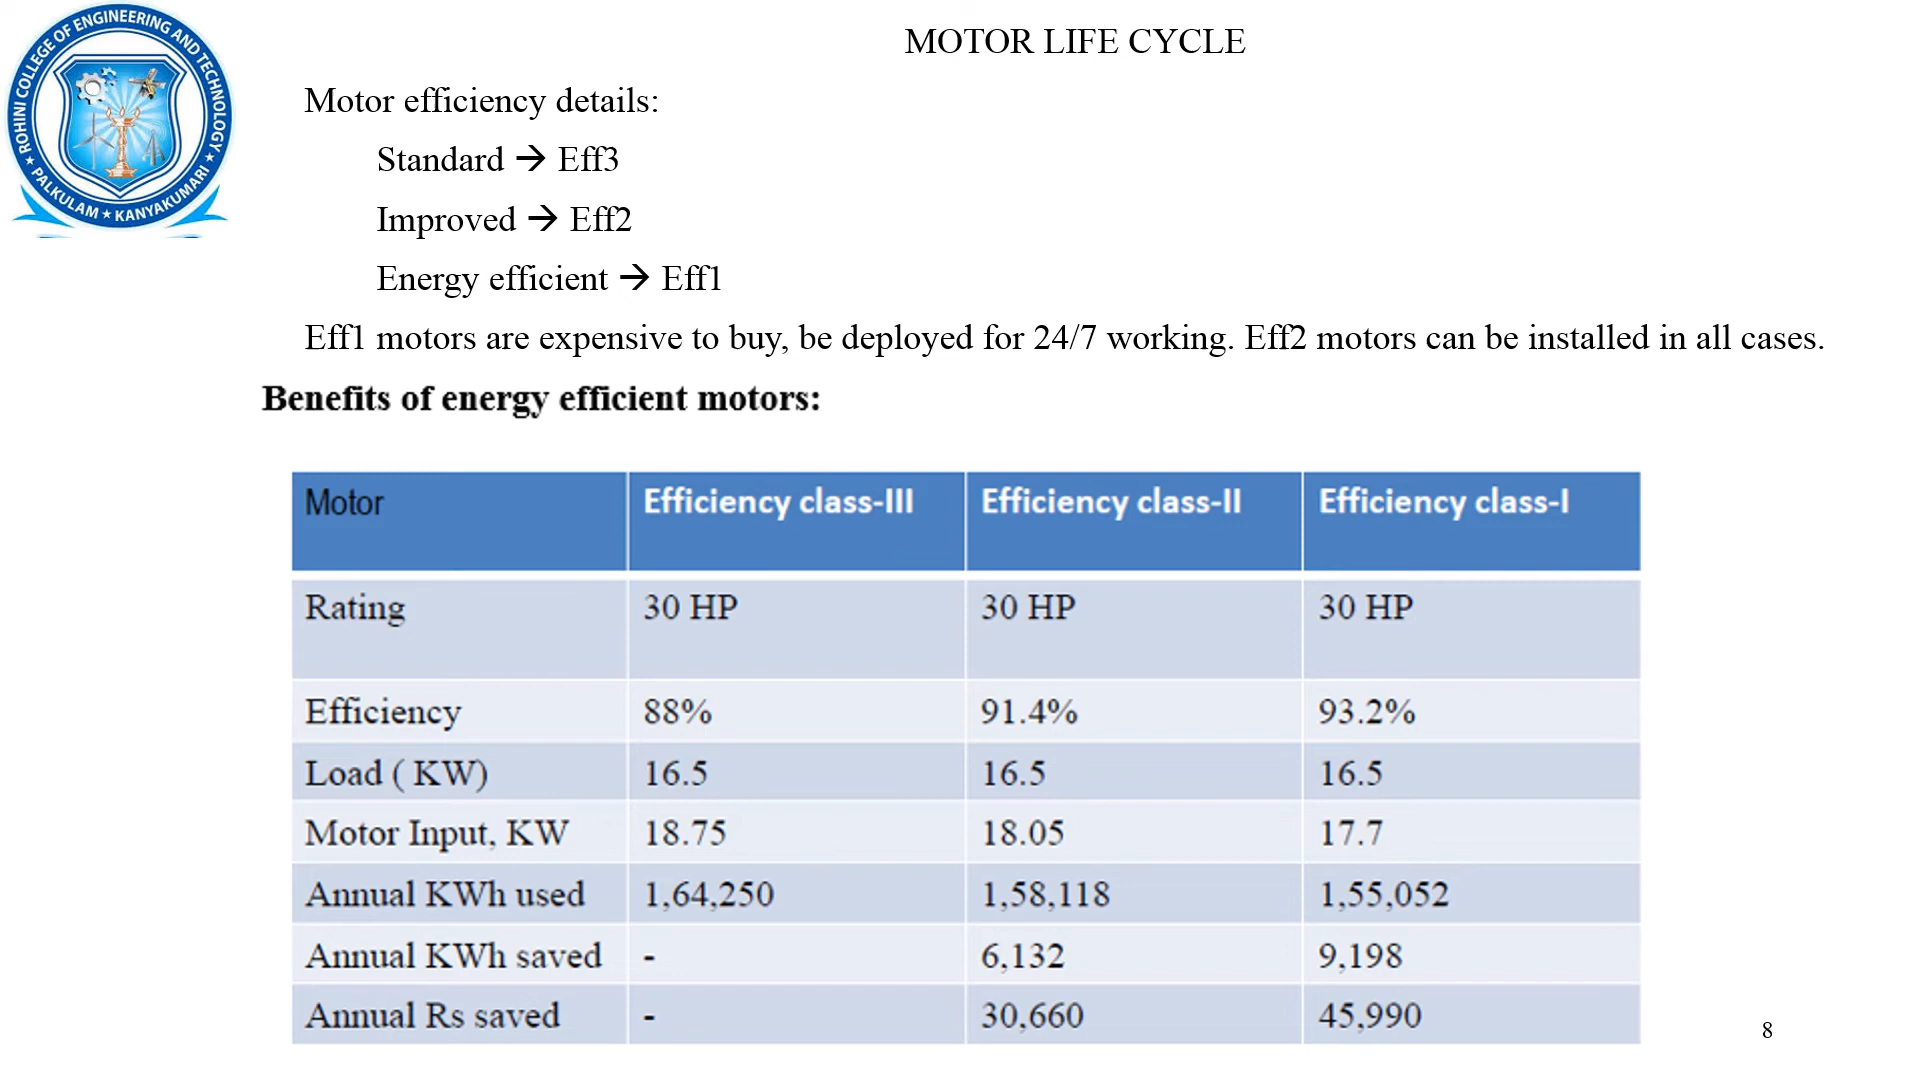 ROHINI COLLEGE OF ENGINEERING AND TECHNOLOGY
★ PALKULAM ★ KANYAKUMARI ★
MOTOR LIFE CYCLE
Motor efficiency details:
Standard → Eff3
Improved → Eff2
Energy efficient → Eff1
Eff1 motors are expensive to buy, be deployed for 24/7 working. Eff2 motors can be installed in all cases.
Benefits of energy efficient motors:
Motor Efficiency class-III Efficiency class-II Efficiency class-I
Rating 30 HP 30 HP 30 HP
Efficiency 88% 91.4% 93.2%
Load ( KW) 16.5 16.5 16.5
Motor Input, KW 18.75 18.05 17.7
Annual KWh used 1,64,250 1,58,118 1,55,052
Annual KWh saved - 6,132 9,198
Annual Rs saved - 30,660 45,990
8